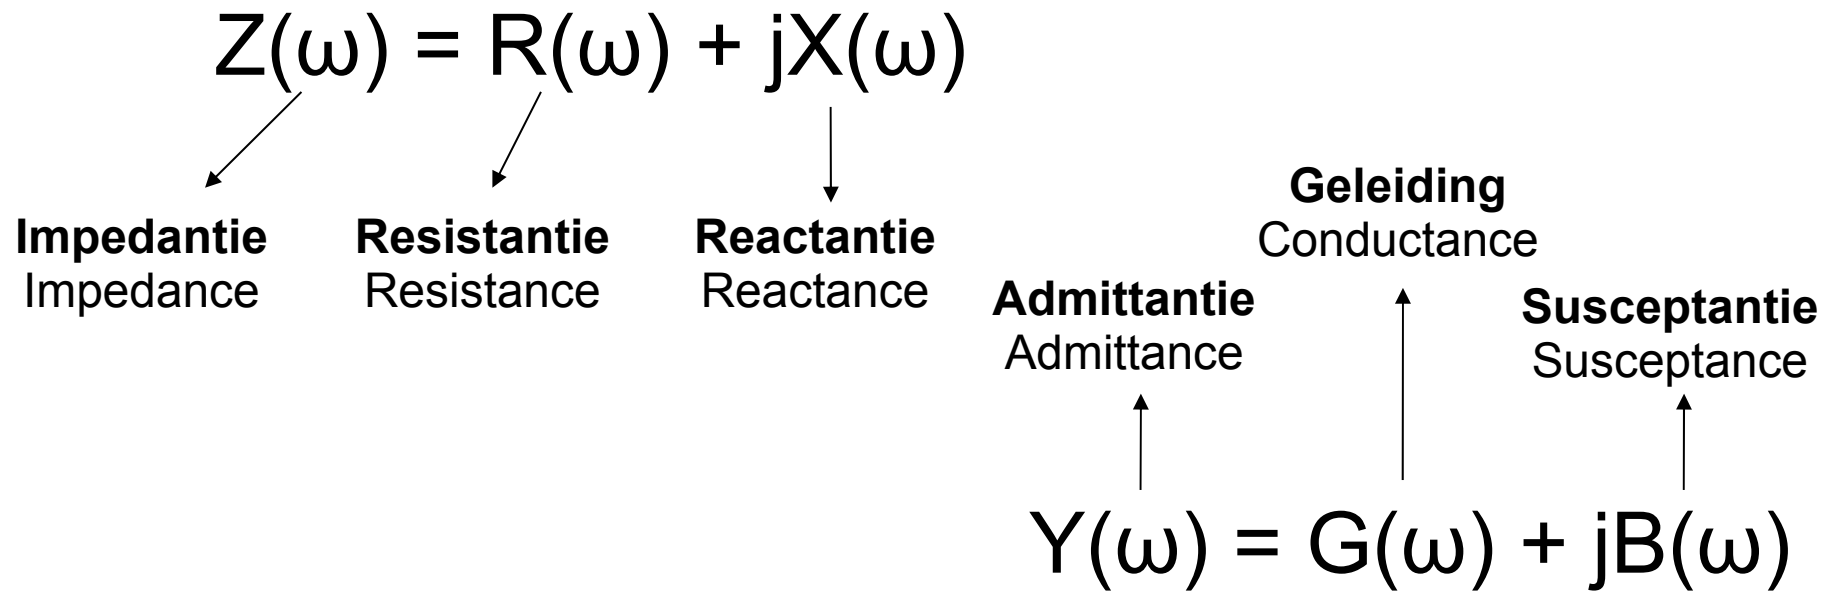 Z(ω) = R(ω) + jX(ω)
Impedantie
Impedance
Resistantie
Resistance
Reactantie
Reactance
Geleiding
Conductance
Admittantie
Admittance
Susceptantie
Susceptance
Y(ω) = G(ω) + jB(ω)